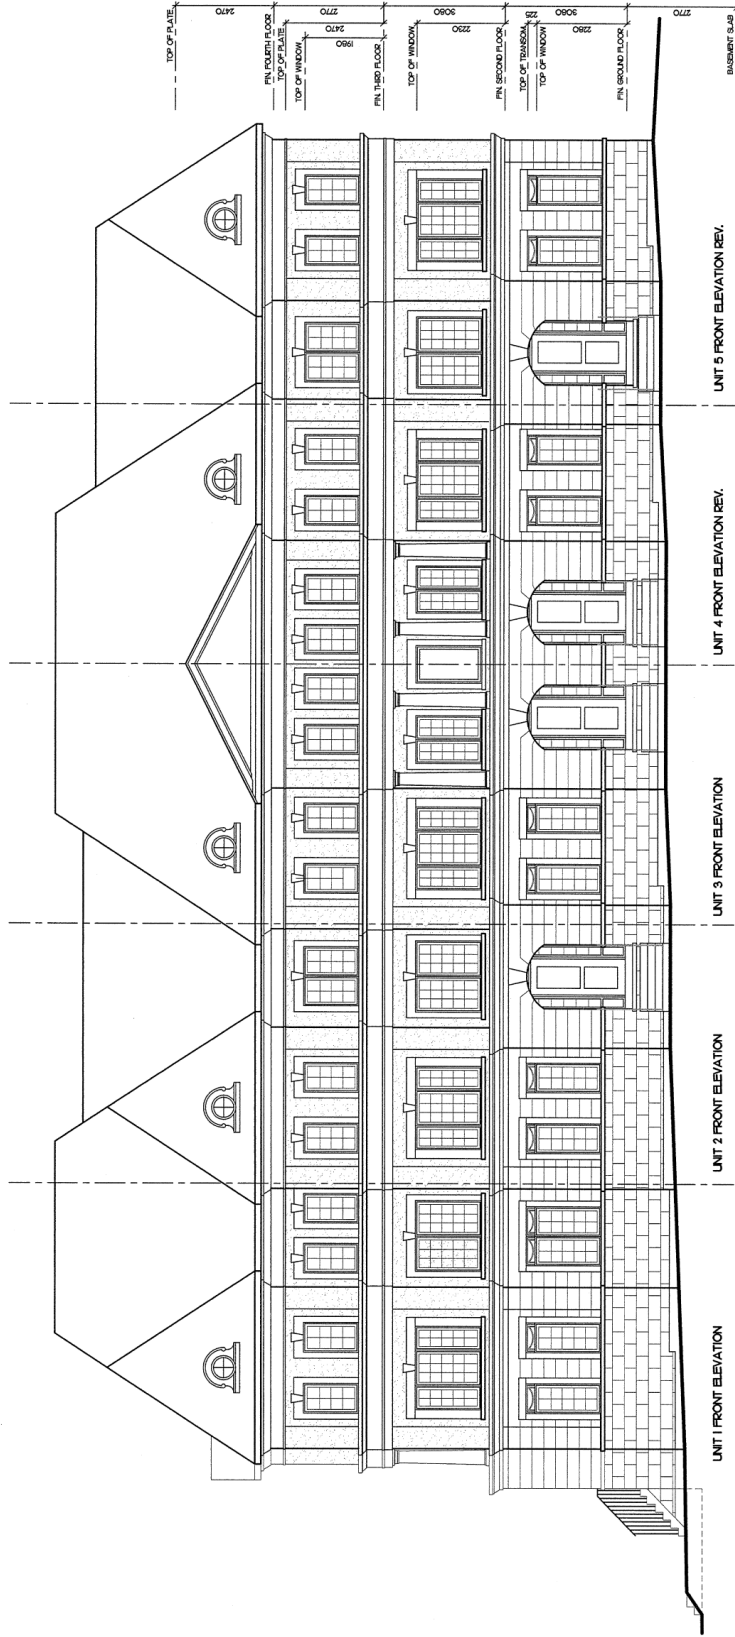 TOP OF PLATE
2470
FIN. FOURTH FLOOR
TOP OF PLATE
2770
2470
TOP OF WINDOW
1980
FIN. THIRD FLOOR
TOP OF WINDOW
3080
2230
FIN. SECOND FLOOR
TOP OF TRANSOM
225
TOP OF WINDOW
3080
2280
FIN. GROUND FLOOR
2770
BASEMENT SLAB
UNIT 1 FRONT ELEVATION
UNIT 2 FRONT ELEVATION
UNIT 3 FRONT ELEVATION
UNIT 4 FRONT ELEVATION REV.
UNIT 5 FRONT ELEVATION REV.